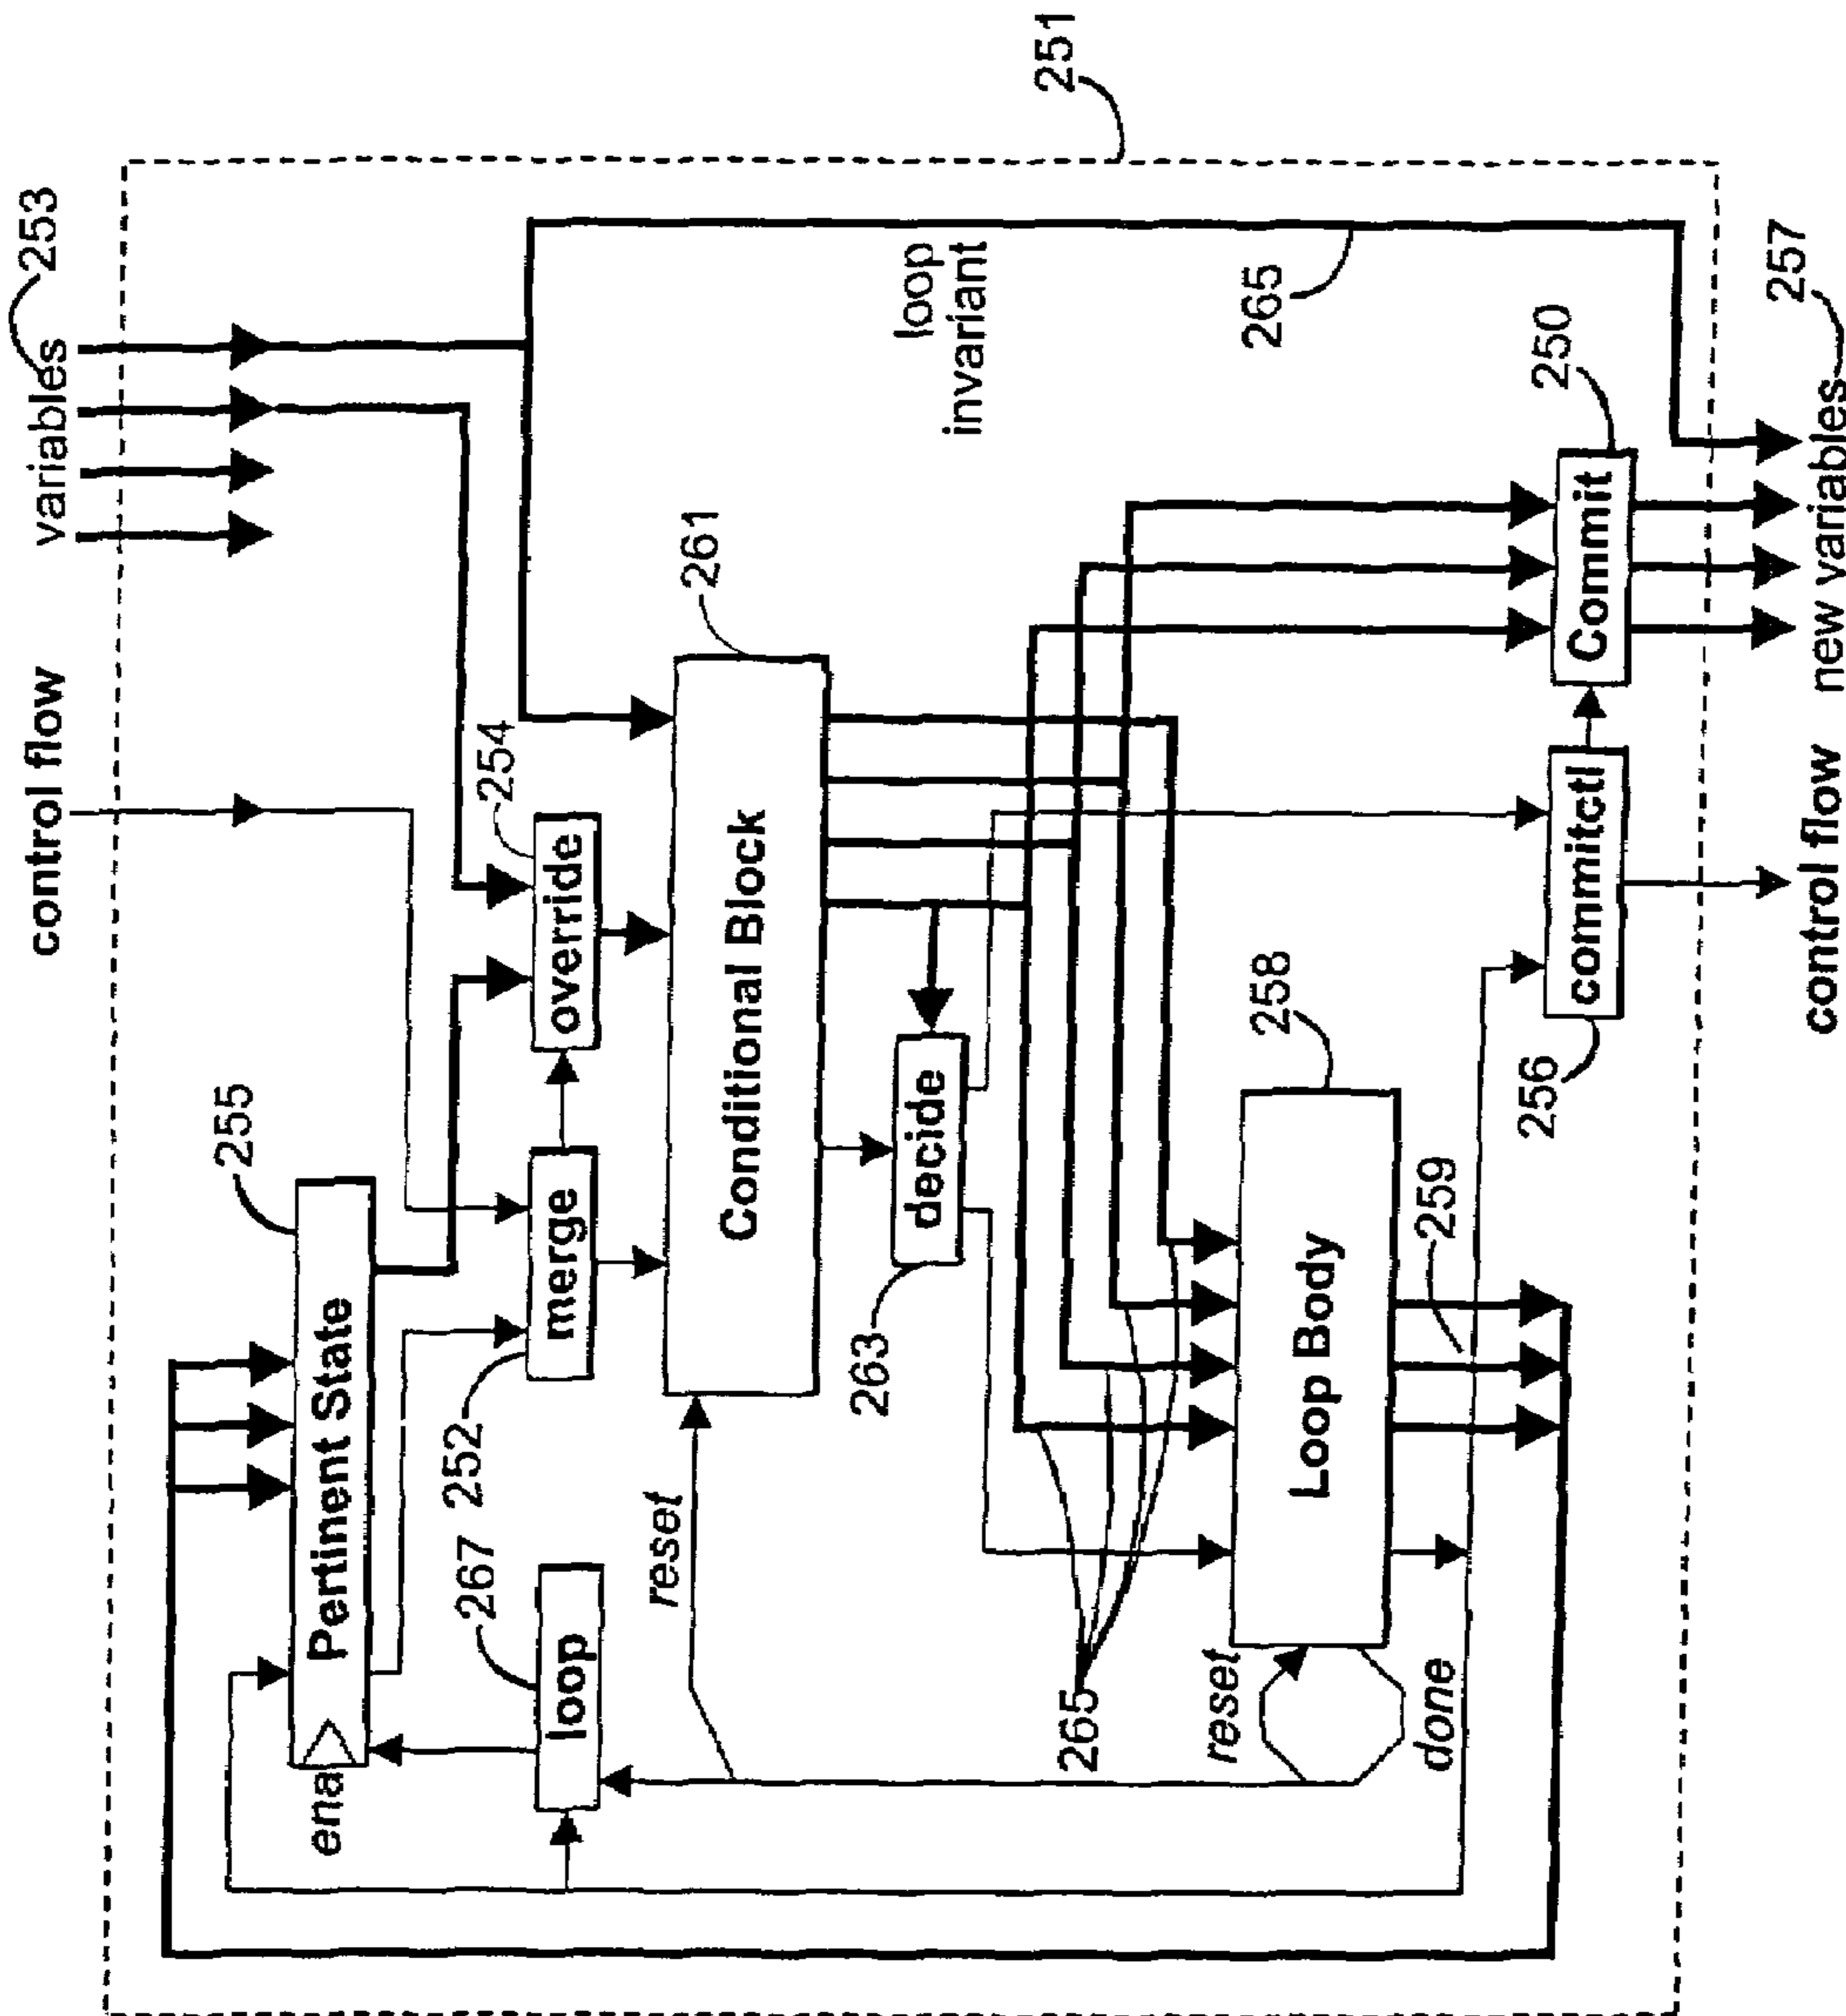 control flow
variables
253
251
255
Pertinent State
ena
254
override
252
merge
267
loop
261
Conditional Block
reset
loop
invariant
263
decide
265
258
Loop Body
reset
done
259
265
250
Commit
256
commitctl
control flow
new variables
257